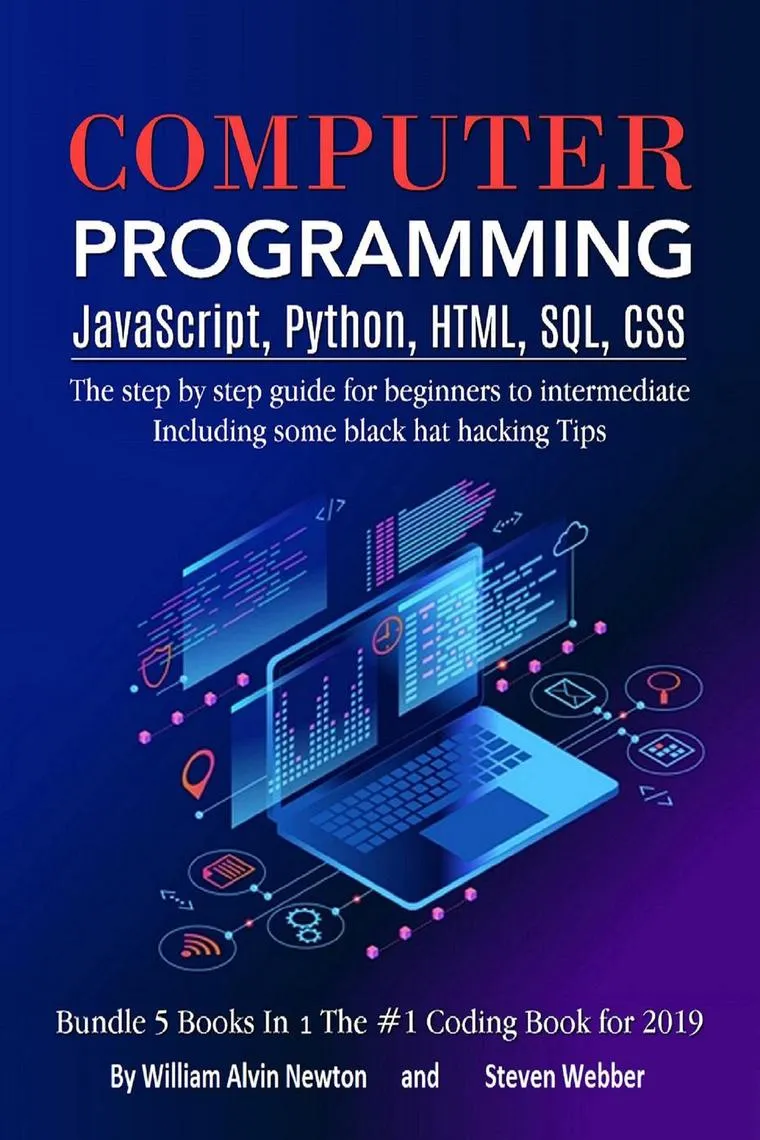 COMPUTER
PROGRAMMING
JavaScript, Python, HTML, SQL, CSS
The step by step guide for beginners to intermediate
Including some black hat hacking Tips
</>
</>
Bundle 5 Books In 1 The #1 Coding Book for 2019
By William Alvin Newton and Steven Webber